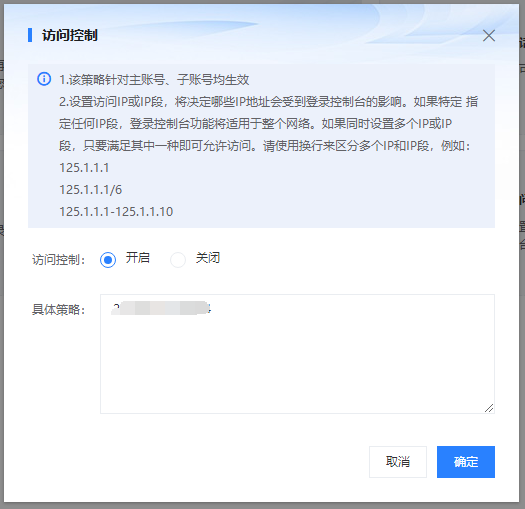 访问控制
1.该策略针对主账号、子账号均生效
2.设置访问IP或IP段，将决定哪些IP地址会受到登录控制台的影响。如果特定 指
定任何IP段，登录控制台功能将适用于整个网络。如果同时设置多个IP或IP
段，只要满足其中一种即可允许访问。请使用换行来区分多个IP和IP段，例如：
125.1.1.1
125.1.1.1/6
125.1.1.1-125.1.1.10
访问控制： 开启 关闭
具体策略：
取消 确定